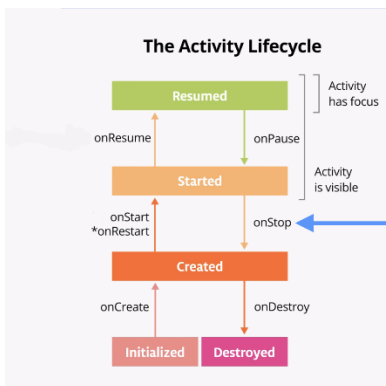 The Activity Lifecycle
Resumed
Activity
has focus
onResume
onPause
Started
Activity
is visible
onStart
*onRestart
onStop
Created
onCreate
onDestroy
Initialized
Destroyed